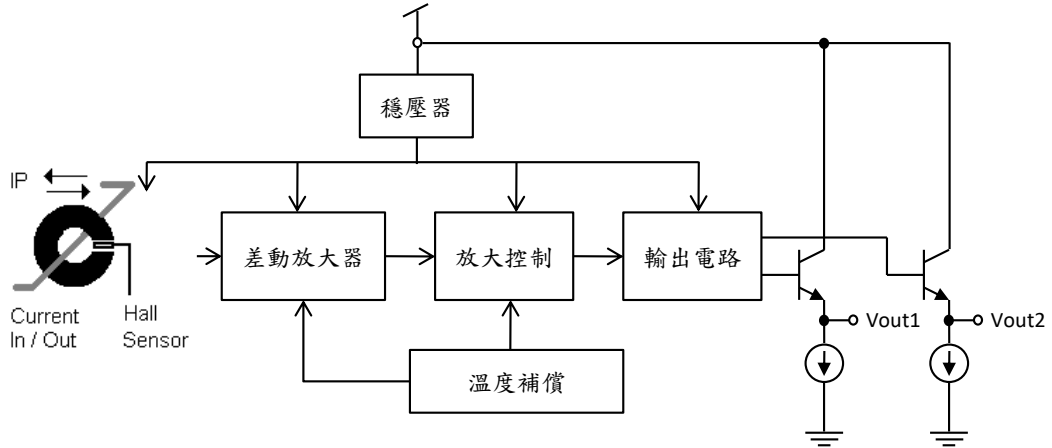 穩壓器
IP
差動放大器
放大控制
輸出電路
Current
In / Out
Hall
Sensor
Vout1
Vout2
溫度補償